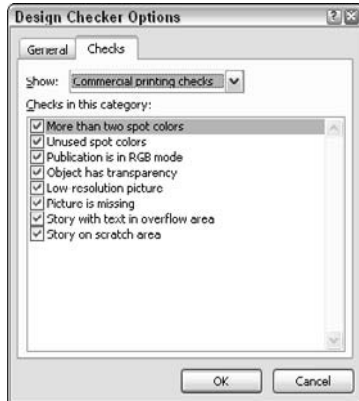 Design Checker Options
General Checks
Show: Commercial printing checks
Checks in this category:
More than two spot colors
Unused spot colors
Publication is in RGB mode
Object has transparency
Low resolution picture
Picture is missing
Story with text in overflow area
Story on scratch area
OK Cancel